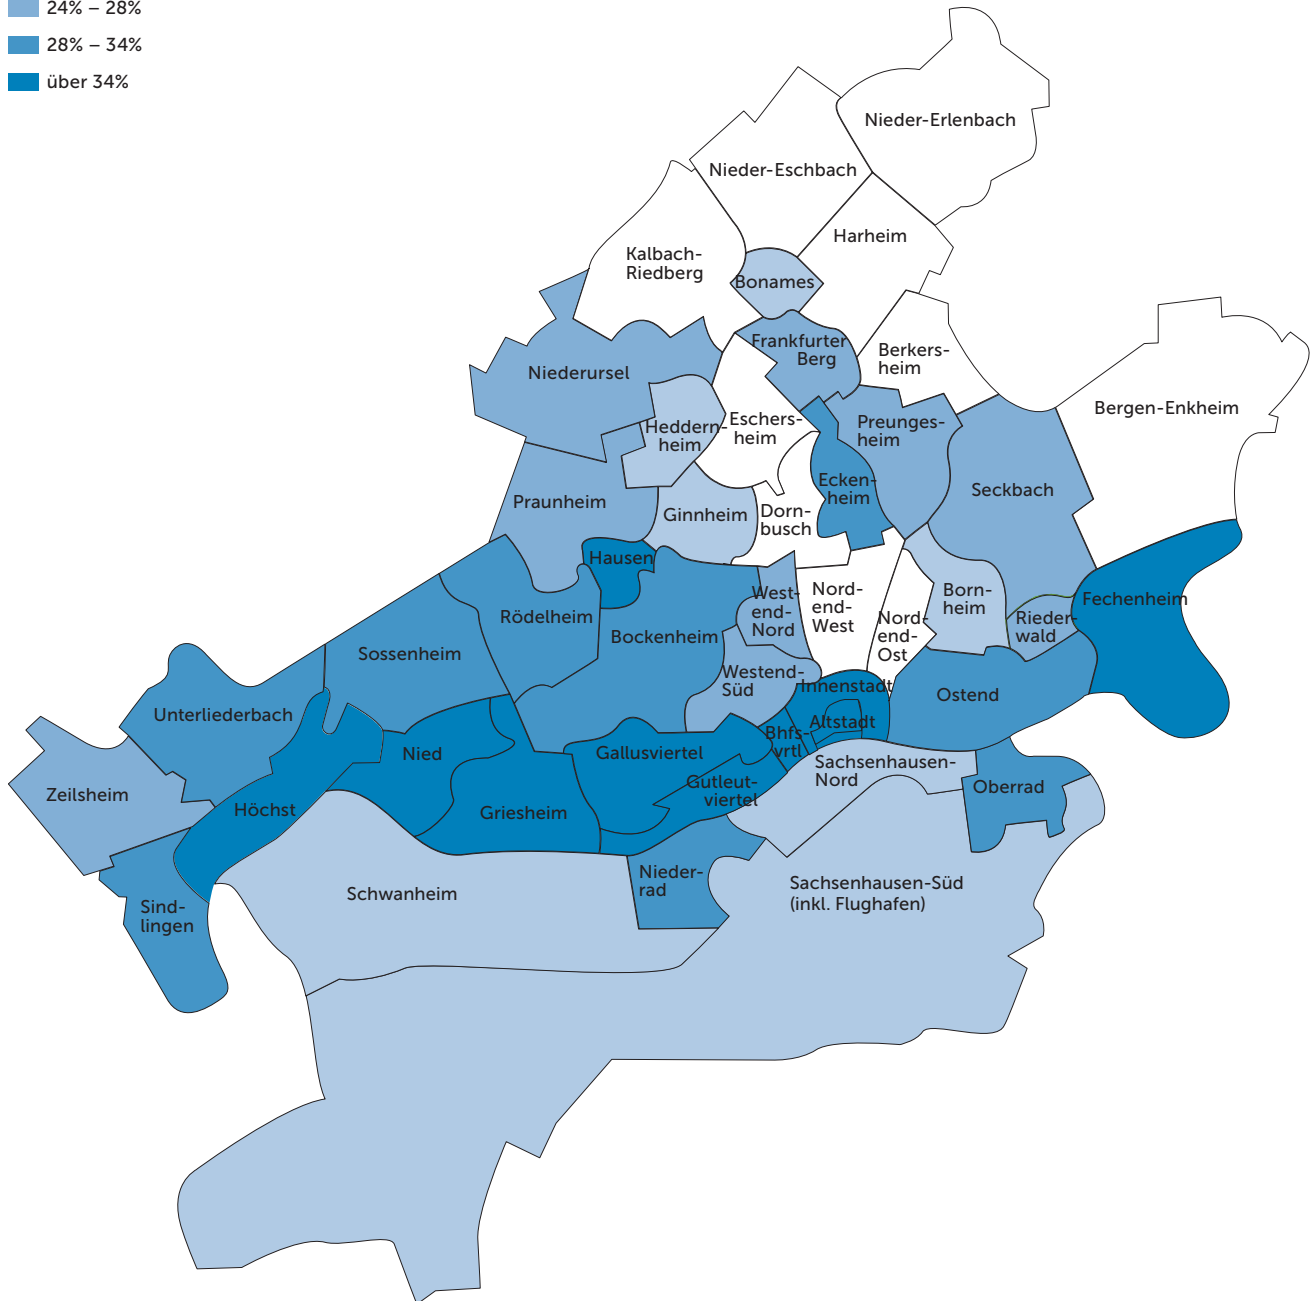 24% – 28%
28% – 34%
über 34%
Nieder-Erlenbach
Nieder-Eschbach
Harheim
Kalbach-
Riedberg
Bonames
Frankfurter
Berg
Berkers-
heim
Niederursel
Bergen-Enkheim
Heddern-
heim
Eschers-
heim
Preunges-
heim
Ecken-
heim
Seckbach
Praunheim
Ginnheim
Dorn-
busch
Hausen
Rödelheim
Bockenheim
West-
end-
Nord
Nord-
end-
West
Nord-
end-
Ost
Born-
heim
Rieder-
wald
Fechenheim
Sossenheim
Westend-
Süd
Innenstadt
Ostend
Unterliederbach
Altstadt
Bhfs-
vrtl
Nied
Gallusviertel
Sachsenhausen-
Nord
Gutleut-
viertel
Oberrad
Zeilsheim
Höchst
Griesheim
Nieder-
rad
Schwanheim
Sachsenhausen-Süd
(inkl. Flughafen)
Sind-
lingen